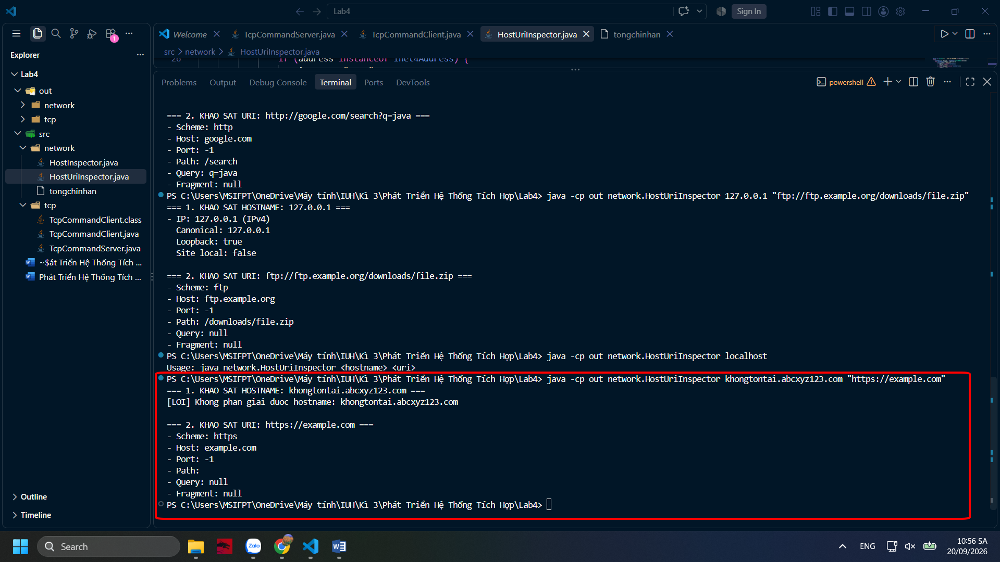 Lab4
Sign In
Explorer
Lab4
out
network
tcp
src
network
HostInspector.java
HostUriInspector.java
tongchinhan
tcp
TcpCommandClient.class
TcpCommandClient.java
TcpCommandServer.java
~$át Triển Hệ Thống Tích ...
Phát Triển Hệ Thống Tích ...
Outline
Timeline
1
Welcome
TcpCommandServer.java
TcpCommandClient.java
HostUriInspector.java
tongchinhan
src > network > HostUriInspector.java
28 if (address instanceof Inet4Address) {
Problems
Output
Debug Console
Terminal
Ports
DevTools
powershell
=== 2. KHAO SAT URI: http://google.com/search?q=java ===
- Scheme: http
- Host: google.com
- Port: -1
- Path: /search
- Query: q=java
- Fragment: null
PS C:\Users\MSIFPT\OneDrive\Máy tính\IUH\Kì 3\Phát Triển Hệ Thống Tích Hợp\Lab4> java -cp out network.HostUriInspector 127.0.0.1 "ftp://ftp.example.org/downloads/file.zip"
=== 1. KHAO SAT HOSTNAME: 127.0.0.1 ===
- IP: 127.0.0.1 (IPv4)
Canonical: 127.0.0.1
Loopback: true
Site local: false
=== 2. KHAO SAT URI: ftp://ftp.example.org/downloads/file.zip ===
- Scheme: ftp
- Host: ftp.example.org
- Port: -1
- Path: /downloads/file.zip
- Query: null
- Fragment: null
PS C:\Users\MSIFPT\OneDrive\Máy tính\IUH\Kì 3\Phát Triển Hệ Thống Tích Hợp\Lab4> java -cp out network.HostUriInspector localhost
Usage: java network.HostUriInspector <hostname> <uri>
PS C:\Users\MSIFPT\OneDrive\Máy tính\IUH\Kì 3\Phát Triển Hệ Thống Tích Hợp\Lab4> java -cp out network.HostUriInspector khongtontai.abcxyz123.com "https://example.com"
=== 1. KHAO SAT HOSTNAME: khongtontai.abcxyz123.com ===
[LOI] Khong phan giai duoc hostname: khongtontai.abcxyz123.com
=== 2. KHAO SAT URI: https://example.com ===
- Scheme: https
- Host: example.com
- Port: -1
- Path:
- Query: null
- Fragment: null
PS C:\Users\MSIFPT\OneDrive\Máy tính\IUH\Kì 3\Phát Triển Hệ Thống Tích Hợp\Lab4>
Search
Zalo
ENG
10:56 SA
20/09/2026